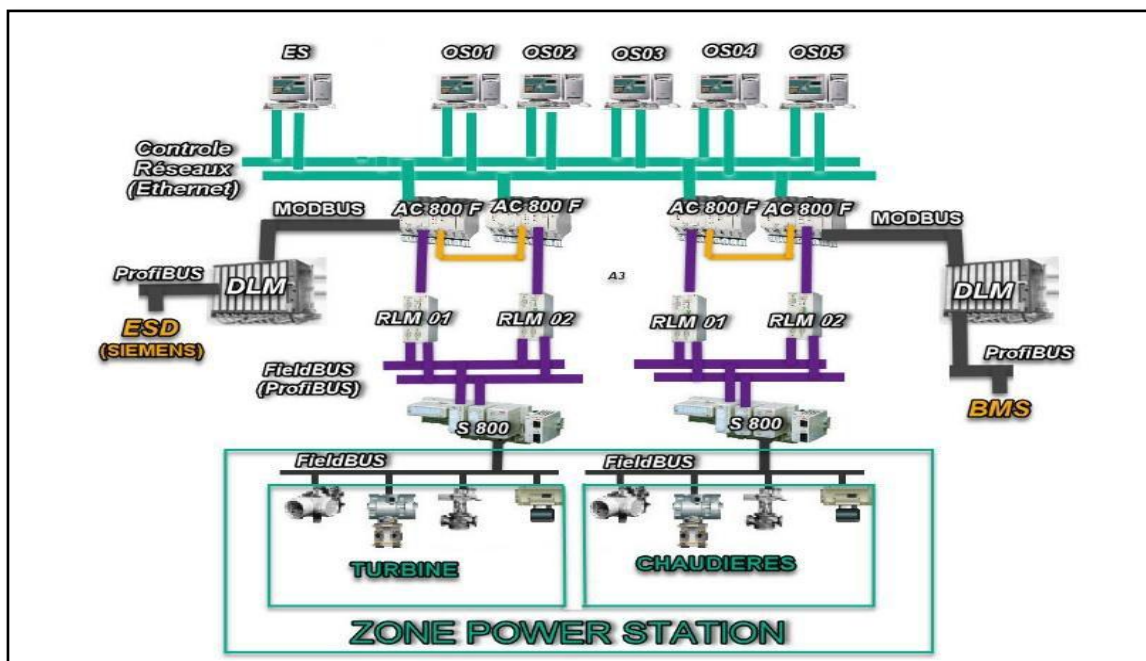 ES
OS01
OS02
OS03
OS04
OS05
Controle
Réseaux
(Ethernet)
MODBUS
AC 800 F
AC 800 F
AC 800 F
AC 800 F
MODBUS
ProfiBUS
DLM
ESD
(SIEMENS)
A3
DLM
RLM 01
RLM 02
RLM 01
RLM 02
ProfiBUS
BMS
FieldBUS
(ProfiBUS)
S 800
S 800
FieldBUS
FieldBUS
TURBINE
CHAUDIERES
ZONE POWER STATION